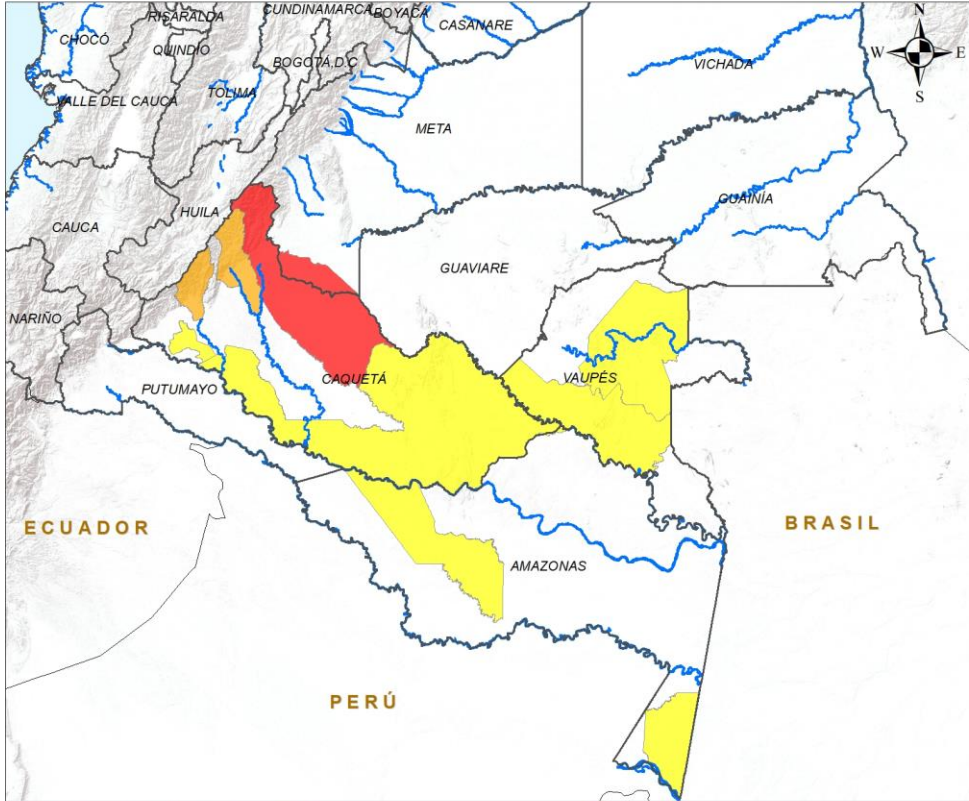 CUNDINAMARCA
BOYACÁ
RISARALDA
CASANARE
N
CHOCÓ
QUINDÍO
BOGOTÁ, D.C
W
E
VICHADA
S
VALLE DEL CAUCA
TOLIMA
META
GUAINÍA
HUILA
CAUCA
GUAVIARE
NARIÑO
CAQUETÁ
VAUPÉS
PUTUMAYO
ECUADOR
BRASIL
AMAZONAS
PERÚ